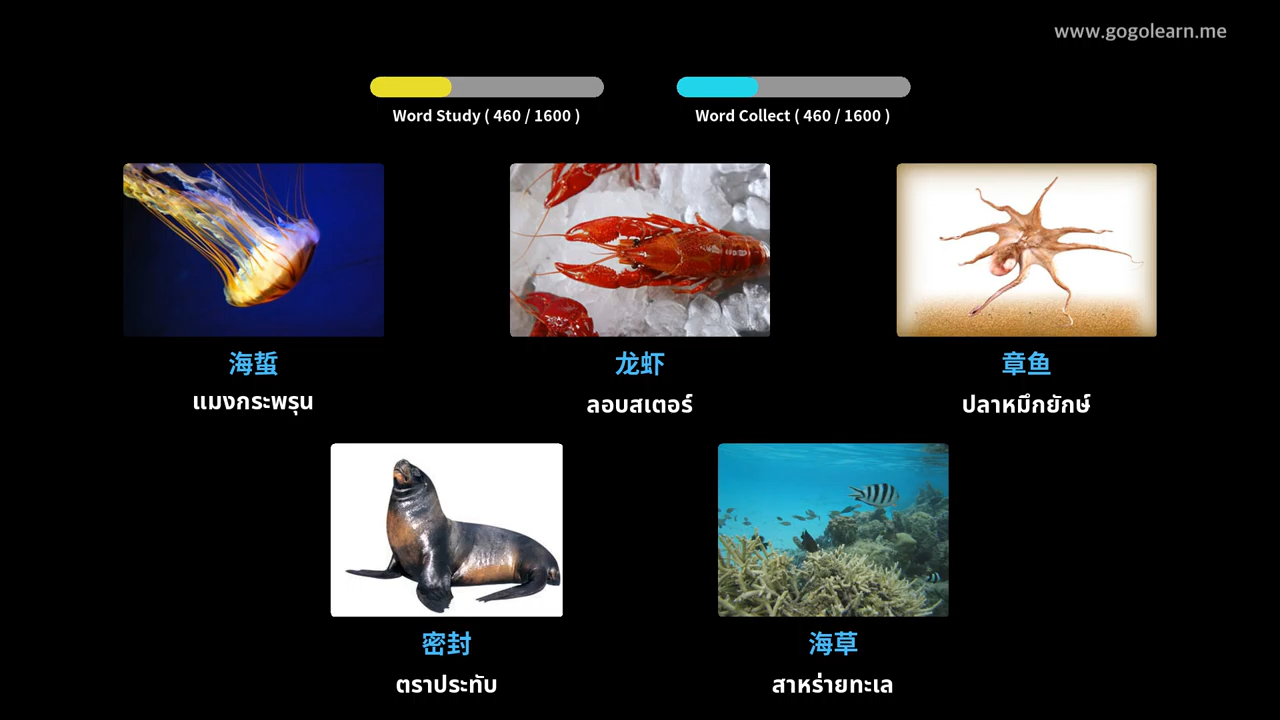 www.gogolearn.me
Word Study ( 460 / 1600 )
Word Collect ( 460 / 1600 )
海蜇
龙虾
章鱼
แมงกะพรุน
ลอบสเตอร์
ปลาหมึกยักษ์
密封
海草
ตราประทับ
สาหร่ายทะเล